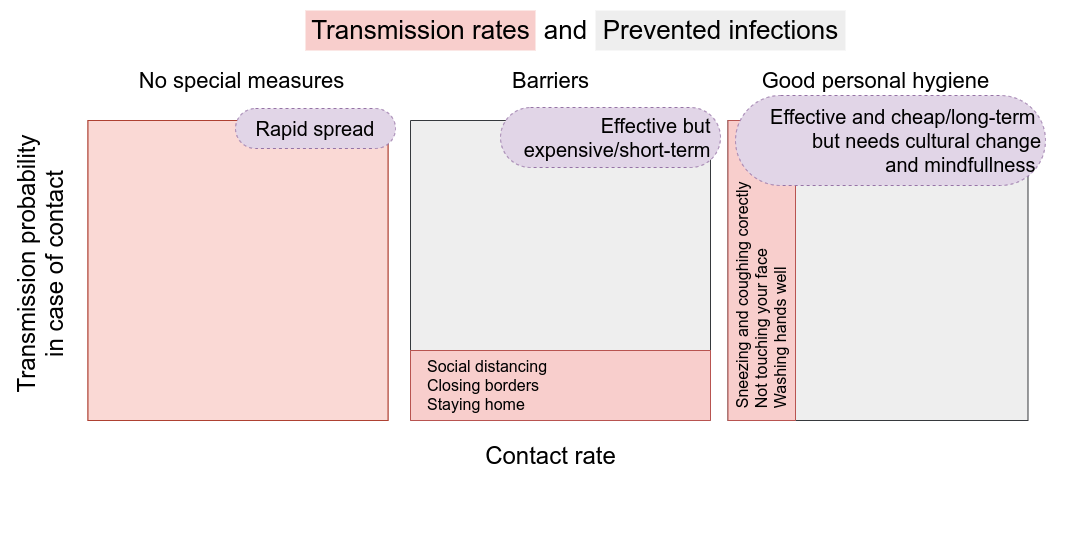 Transmission rates and Prevented infections
No special measures
Barriers
Good personal hygiene
Rapid spread
Effective but
expensive/short-term
Effective and cheap/long-term
but needs cultural change
and mindfullness
Transmission probability
in case of contact
Social distancing
Closing borders
Staying home
Sneezing and coughing corectly
Not touching your face
Washing hands well
Contact rate